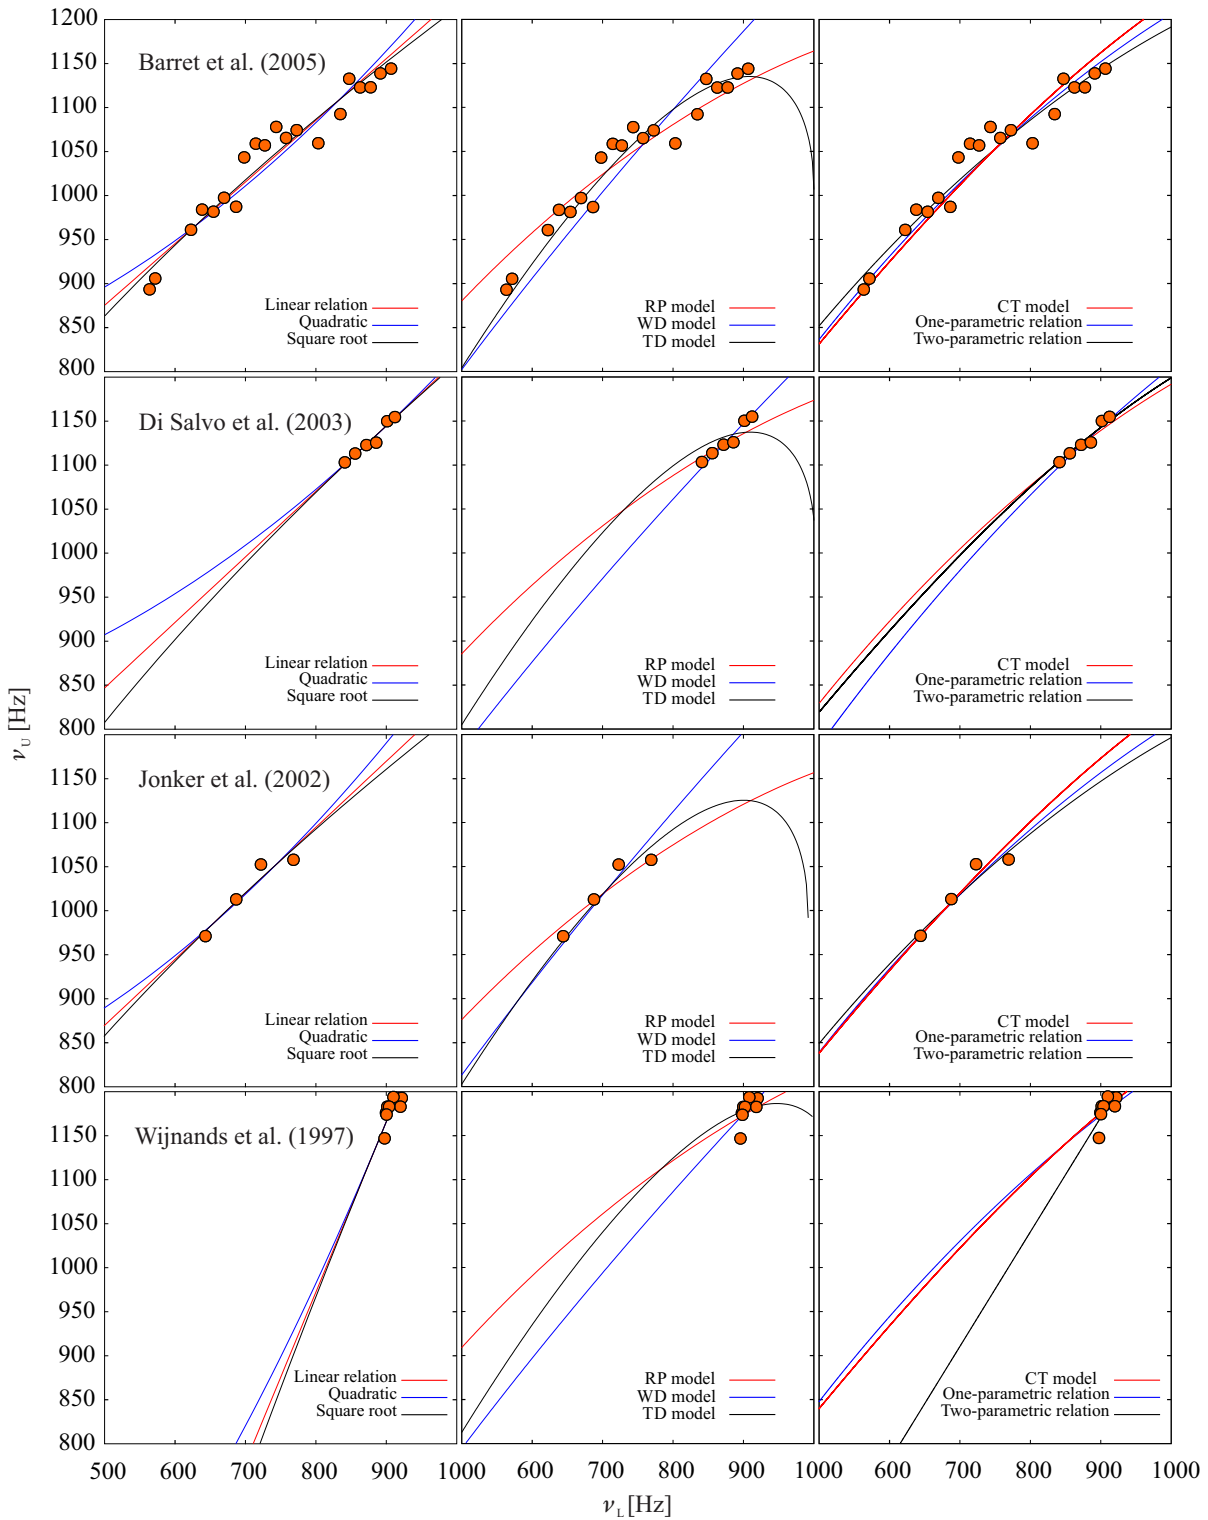 1200
1150
1100
1050
1000
950
900
850
800
Barret et al. (2005)
Linear relation
Quadratic
Square root
RP model
WD model
TD model
CT model
One-parametric relation
Two-parametric relation
1150
1100
1050
1000
950
900
850
800
Di Salvo et al. (2003)
Linear relation
Quadratic
Square root
RP model
WD model
TD model
CT model
One-parametric relation
Two-parametric relation
ν_U [Hz]
1150
1100
1050
1000
950
900
850
800
Jonker et al. (2002)
Linear relation
Quadratic
Square root
RP model
WD model
TD model
CT model
One-parametric relation
Two-parametric relation
1150
1100
1050
1000
950
900
850
800
Wijnands et al. (1997)
Linear relation
Quadratic
Square root
RP model
WD model
TD model
CT model
One-parametric relation
Two-parametric relation
500 600 700 800 900 1000 600 700 800 900 1000 600 700 800 900 1000
ν_L [Hz]